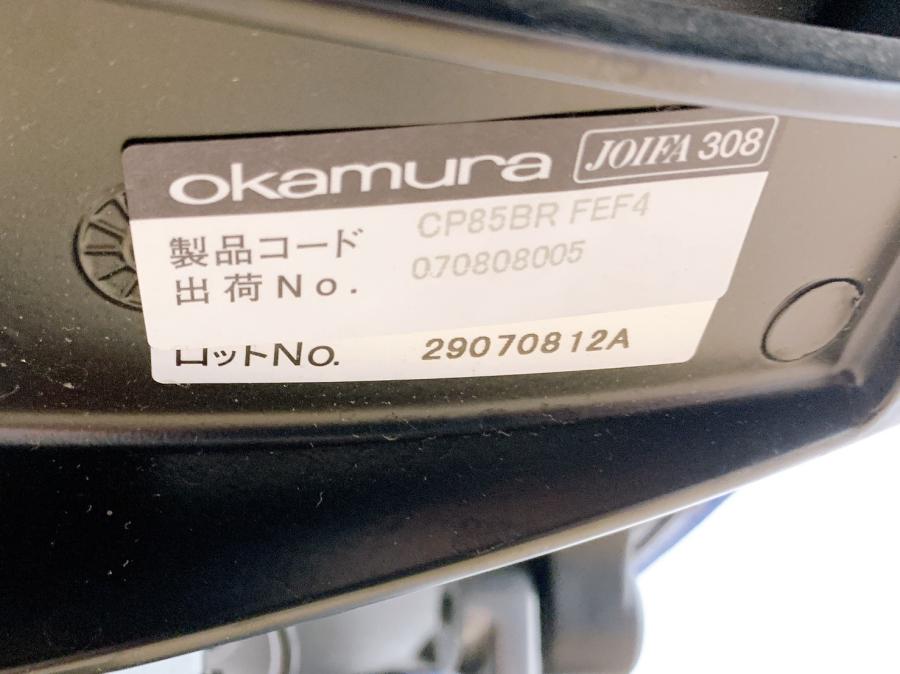 okamura JOIFA 308
製品コード CP85BR FEF4
出荷No. 070808005
ロットNo. 29070812A